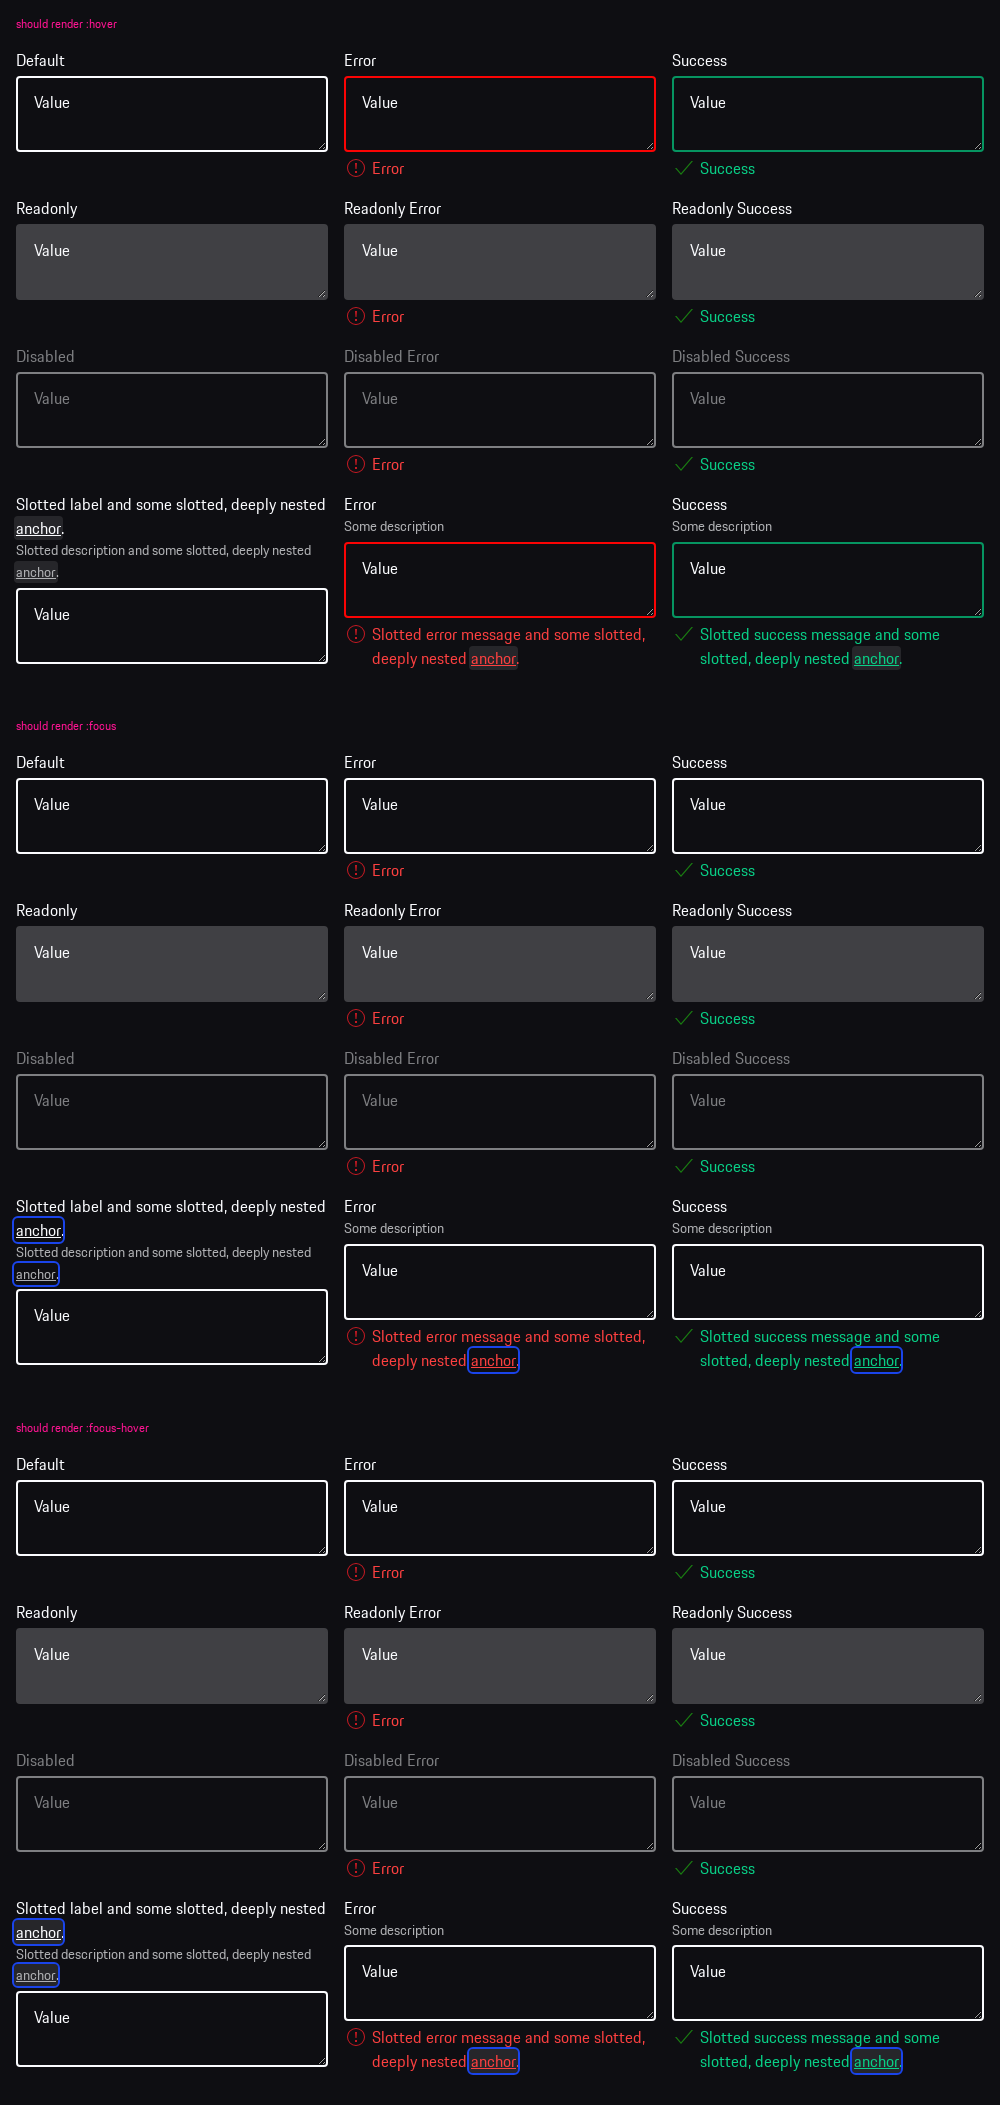 should render :hover
Default
Error
Success
Value
Value
Value
Error
Success
Readonly
Readonly Error
Readonly Success
Value
Value
Value
Error
Success
Disabled
Disabled Error
Disabled Success
Value
Value
Value
Error
Success
Slotted label and some slotted, deeply nested
anchor.
Slotted description and some slotted, deeply nested
anchor.
Value
Error
Some description
Value
Slotted error message and some slotted,
deeply nested anchor.
Success
Some description
Value
Slotted success message and some
slotted, deeply nested anchor.
should render :focus
Default
Error
Success
Value
Value
Value
Error
Success
Readonly
Readonly Error
Readonly Success
Value
Value
Value
Error
Success
Disabled
Disabled Error
Disabled Success
Value
Value
Value
Error
Success
Slotted label and some slotted, deeply nested
anchor.
Slotted description and some slotted, deeply nested
anchor.
Value
Error
Some description
Value
Slotted error message and some slotted,
deeply nested anchor.
Success
Some description
Value
Slotted success message and some
slotted, deeply nested anchor.
should render :focus-hover
Default
Error
Success
Value
Value
Value
Error
Success
Readonly
Readonly Error
Readonly Success
Value
Value
Value
Error
Success
Disabled
Disabled Error
Disabled Success
Value
Value
Value
Error
Success
Slotted label and some slotted, deeply nested
anchor.
Slotted description and some slotted, deeply nested
anchor.
Value
Error
Some description
Value
Slotted error message and some slotted,
deeply nested anchor.
Success
Some description
Value
Slotted success message and some
slotted, deeply nested anchor.